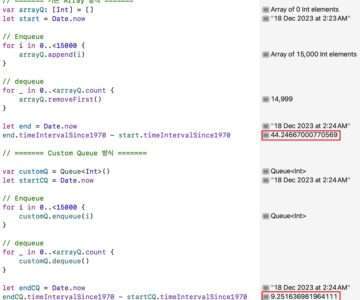 // ======= 기본 Array 방식 =======
var arrayQ: [Int] = []
Array of 0 Int elements
let start = Date.now
"18 Dec 2023 at 2:23 AM"
// Enqueue
for i in 0..<15000 {
arrayQ.append(i)
Array of 15,000 Int elements
}
// dequeue
for _ in 0..<arrayQ.count {
arrayQ.removeFirst()
14,999
}
let end = Date.now
"18 Dec 2023 at 2:24 AM"
end.timeIntervalSince1970 - start.timeIntervalSince1970
44.24667000770569
// ======= Custom Queue 방식 =======
var customQ = Queue<Int>()
Queue<Int>
let startCQ = Date.now
"18 Dec 2023 at 2:24 AM"
// Enqueue
for i in 0..<15000 {
customQ.enqueue(i)
Queue<Int>
}
// dequeue
for _ in 0..<arrayQ.count {
customQ.dequeue()
}
let endCQ = Date.now
"18 Dec 2023 at 2:24 AM"
endCQ.timeIntervalSince1970 - startCQ.timeIntervalSince1970
9.251636981964111